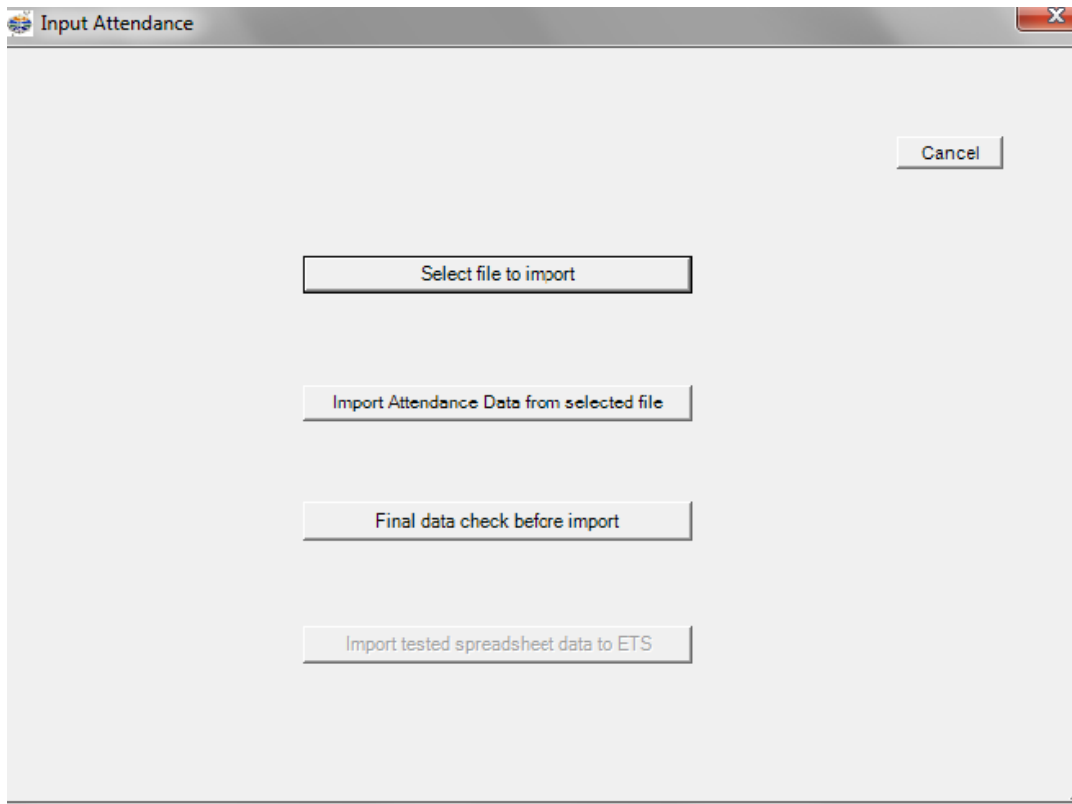 Input Attendance
Cancel
Select file to import
Import Attendance Data from selected file
Final data check before import
Import tested spreadsheet data to ETS